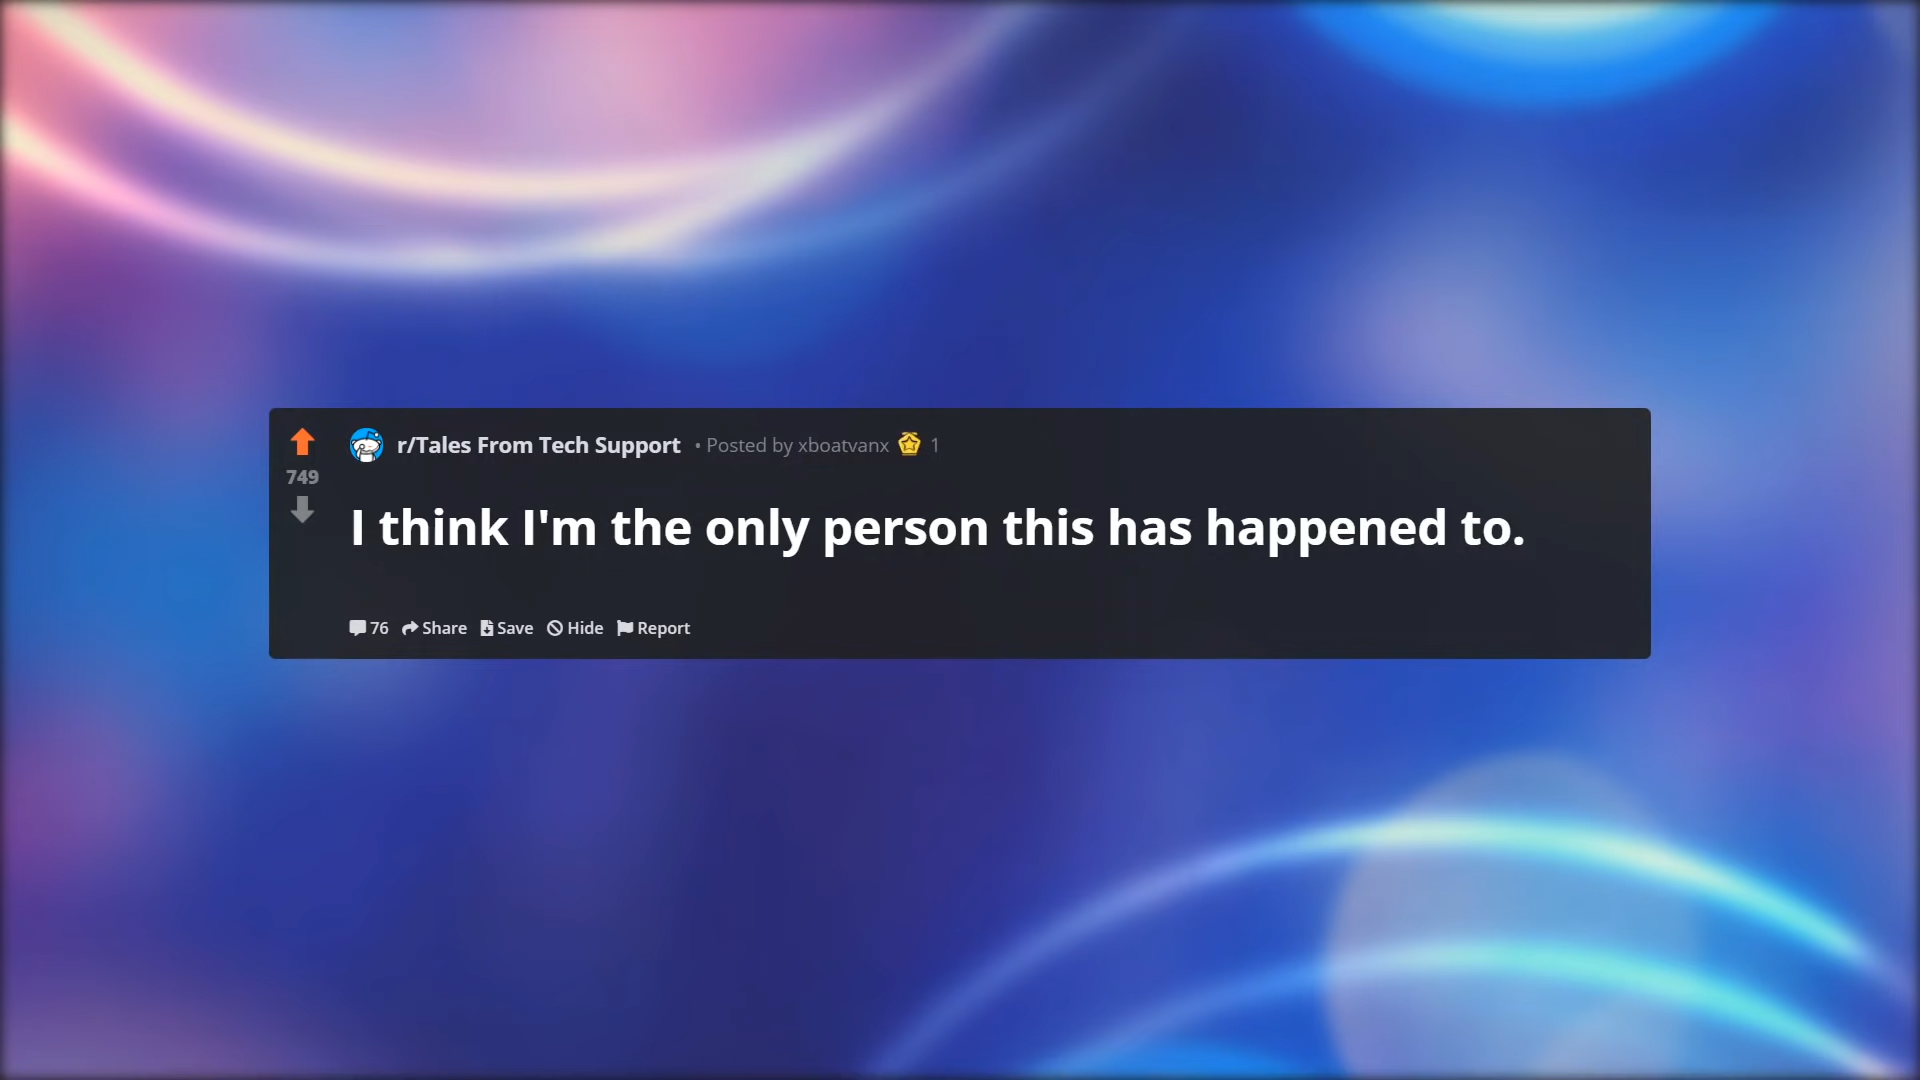 r/Tales From Tech Support • Posted by xboatvanx 1
749
I think I'm the only person this has happened to.
76 Share Save Hide Report